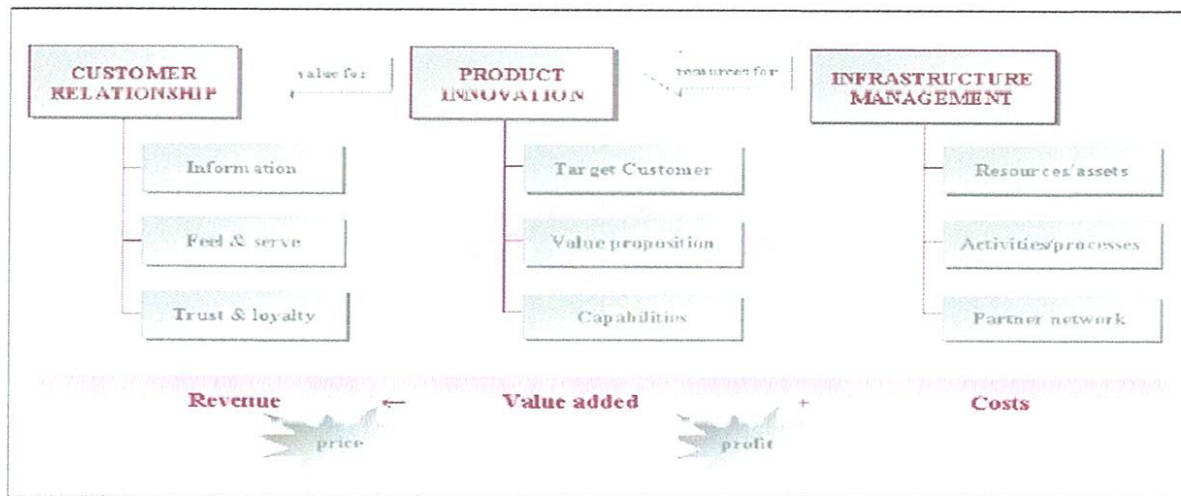 CUSTOMER
RELATIONSHIP
value for
PRODUCT
INNOVATION
resources for
INFRASTRUCTURE
MANAGEMENT
Information
Target Customer
Resources/assets
Feel & serve
Value proposition
Activities/processes
Trust & loyalty
Capabilities
Partner network
Revenue ← Value added + Costs
price
profit